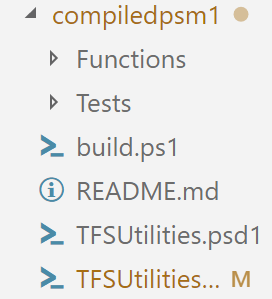 compiledpsm1
Functions
Tests
build.ps1
README.md
TFSUtilities.psd1
TFSUtilities... M